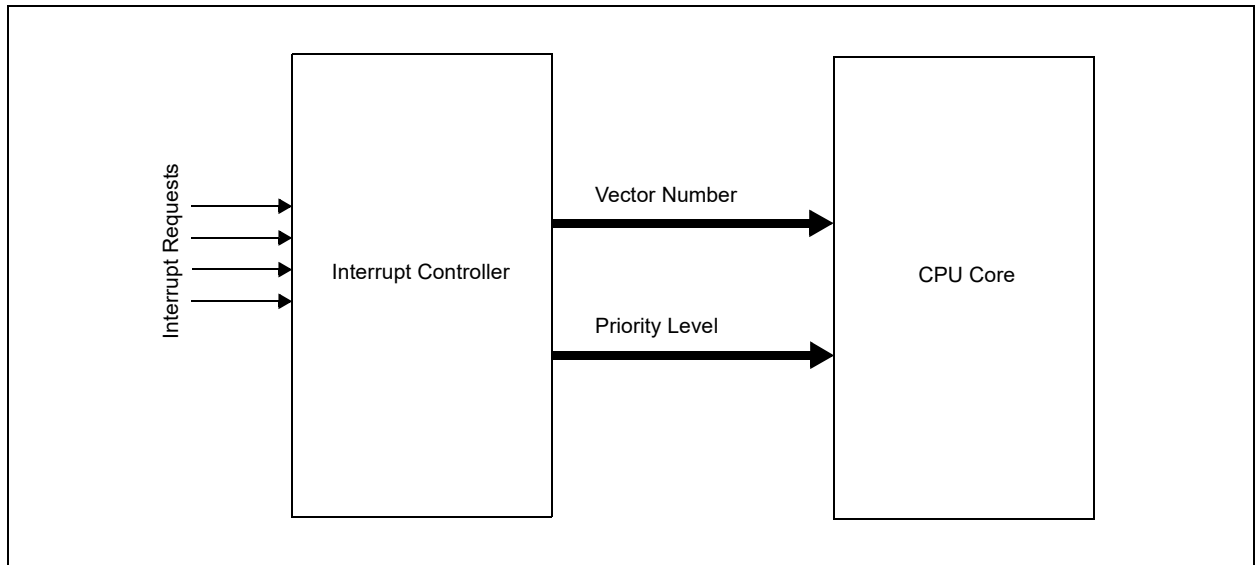 Interrupt Requests
Interrupt Controller
Vector Number
Priority Level
CPU Core